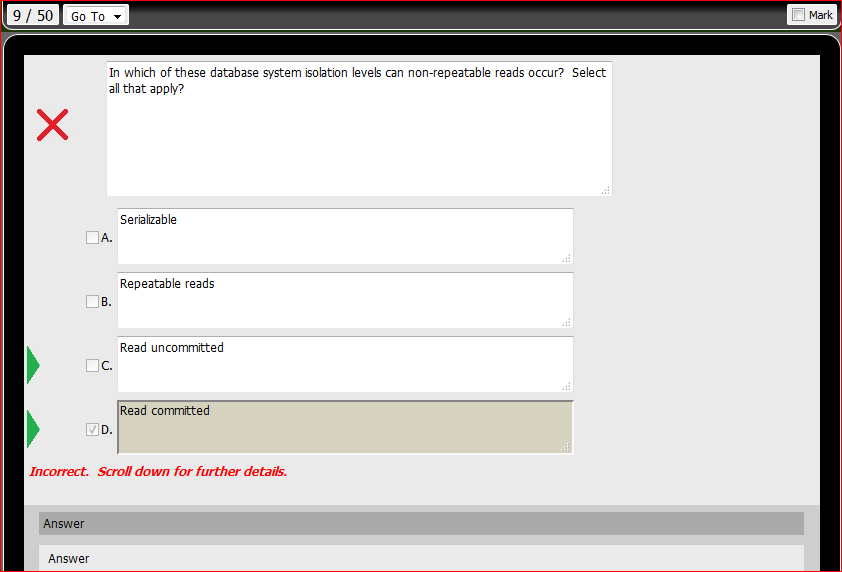 9 / 50 Go To Mark
In which of these database system isolation levels can non-repeatable reads occur?  Select
all that apply?
A. Serializable
B. Repeatable reads
C. Read uncommitted
D. Read committed
Incorrect.  Scroll down for further details.
Answer
Answer